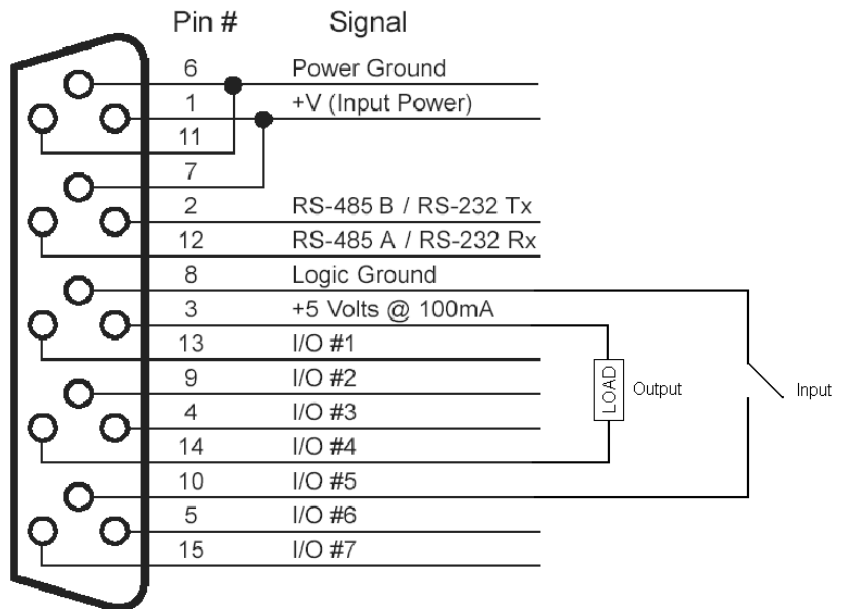 Pin # Signal
6 Power Ground
1 +V (Input Power)
11
7
2 RS-485 B / RS-232 Tx
12 RS-485 A / RS-232 Rx
8 Logic Ground
3 +5 Volts @ 100mA
13 I/O #1
9 I/O #2
4 I/O #3
14 I/O #4
10 I/O #5
5 I/O #6
15 I/O #7
LOAD
Output
Input